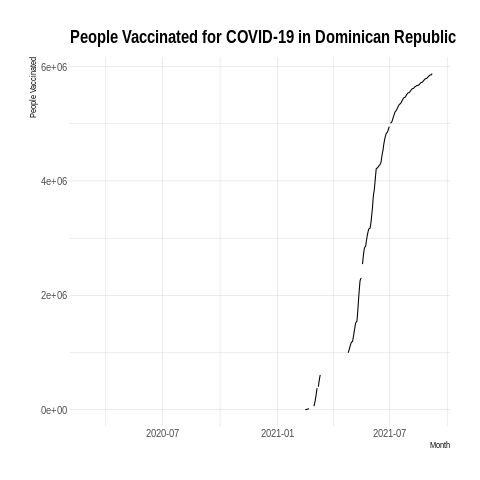 People Vaccinated for COVID-19 in Dominican Republic
People Vaccinated
6e+06
4e+06
2e+06
0e+00
2020-07
2021-01
2021-07
Month